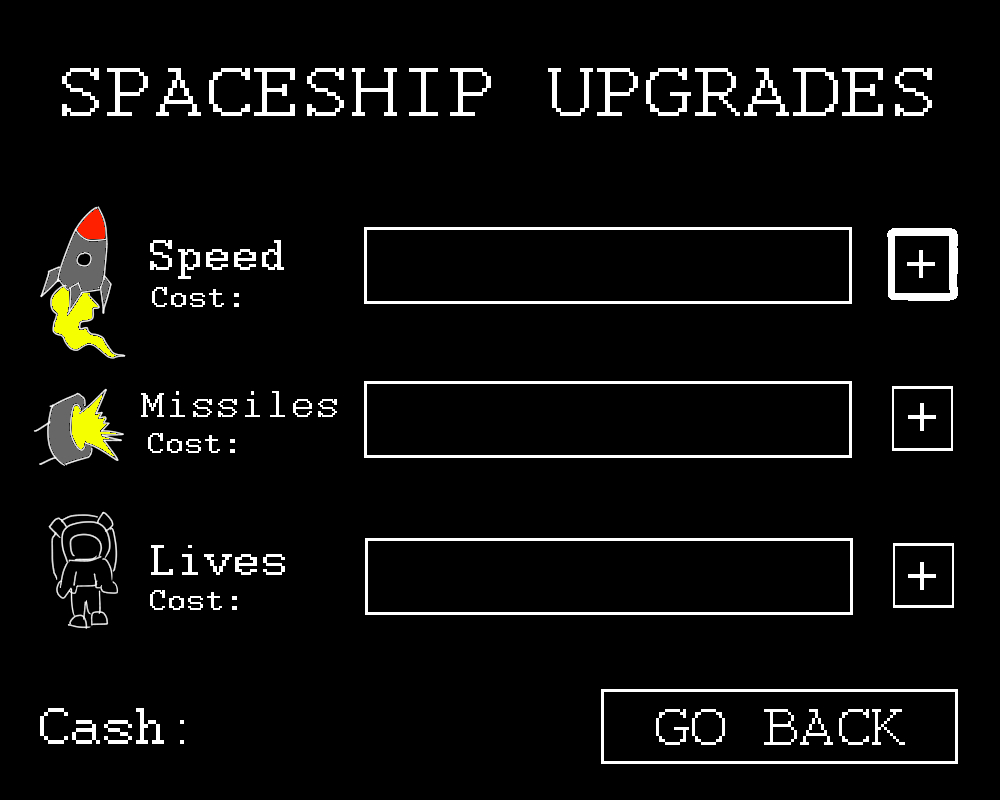 SPACESHIP UPGRADES
Speed
Cost:
+
Missiles
Cost:
+
Lives
Cost:
+
Cash:
GO BACK